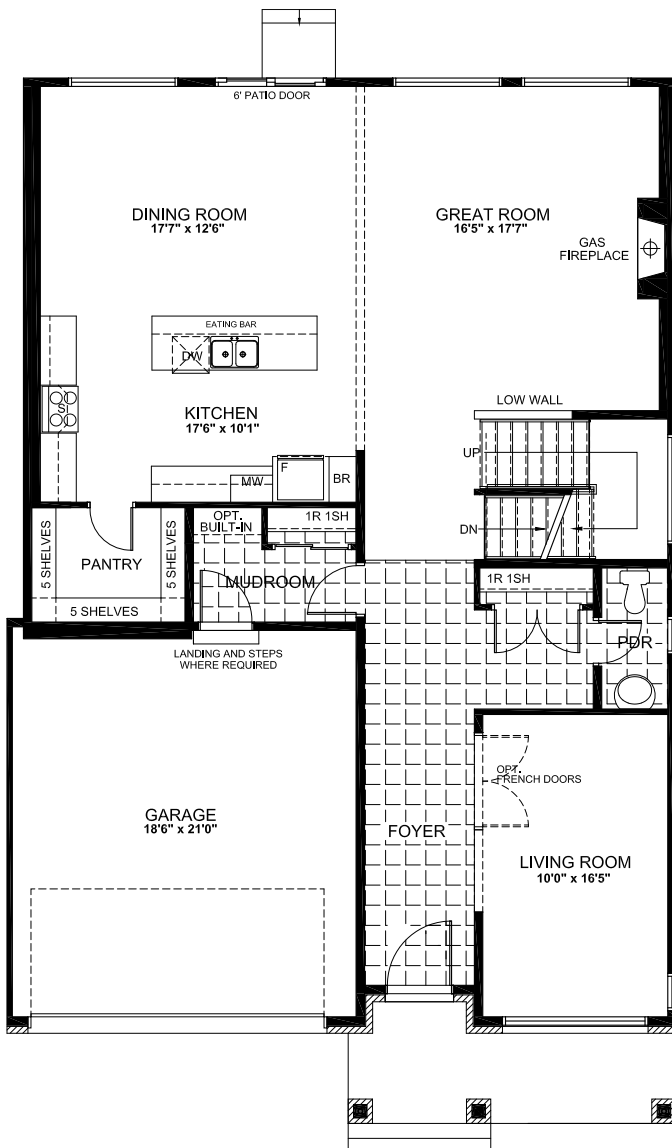 6' PATIO DOOR
DINING ROOM
17'7" x 12'6"
GREAT ROOM
16'5" x 17'7"
GAS
FIREPLACE
EATING BAR
DW
SI
KITCHEN
17'6" x 10'1"
LOW WALL
UP
F
MW
BR
DN
5 SHELVES
PANTRY
5 SHELVES
5 SHELVES
OPT.
BUILT-IN
1R 1SH
MUDROOM
1R 1SH
PDR
LANDING AND STEPS
WHERE REQUIRED
OPT.
FRENCH DOORS
GARAGE
18'6" x 21'0"
FOYER
LIVING ROOM
10'0" x 16'5"